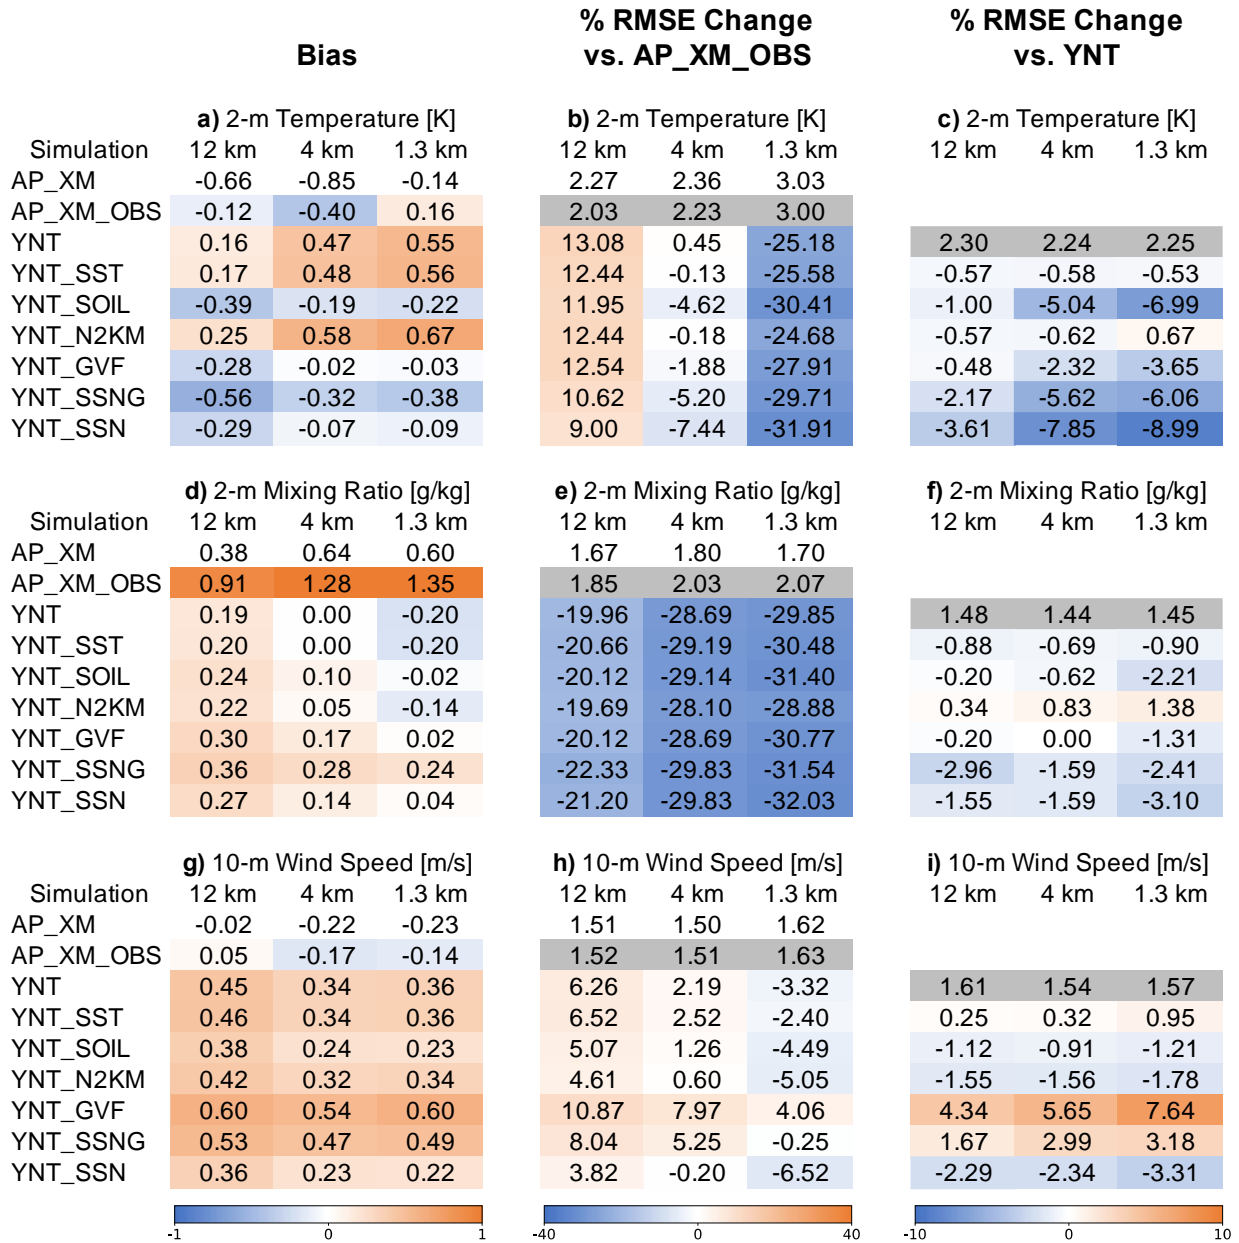 Bias
% RMSE Change
vs. AP_XM_OBS
% RMSE Change
vs. YNT
a) 2-m Temperature [K] b) 2-m Temperature [K] c) 2-m Temperature [K]
Simulation 12 km 4 km 1.3 km 12 km 4 km 1.3 km 12 km 4 km 1.3 km
AP_XM -0.66 -0.85 -0.14 2.27 2.36 3.03
AP_XM_OBS -0.12 -0.40 0.16 2.03 2.23 3.00
YNT 0.16 0.47 0.55 13.08 0.45 -25.18 2.30 2.24 2.25
YNT_SST 0.17 0.48 0.56 12.44 -0.13 -25.58 -0.57 -0.58 -0.53
YNT_SOIL -0.39 -0.19 -0.22 11.95 -4.62 -30.41 -1.00 -5.04 -6.99
YNT_N2KM 0.25 0.58 0.67 12.44 -0.18 -24.68 -0.57 -0.62 0.67
YNT_GVF -0.28 -0.02 -0.03 12.54 -1.88 -27.91 -0.48 -2.32 -3.65
YNT_SSNG -0.56 -0.32 -0.38 10.62 -5.20 -29.71 -2.17 -5.62 -6.06
YNT_SSN -0.29 -0.07 -0.09 9.00 -7.44 -31.91 -3.61 -7.85 -8.99
d) 2-m Mixing Ratio [g/kg] e) 2-m Mixing Ratio [g/kg] f) 2-m Mixing Ratio [g/kg]
Simulation 12 km 4 km 1.3 km 12 km 4 km 1.3 km 12 km 4 km 1.3 km
AP_XM 0.38 0.64 0.60 1.67 1.80 1.70
AP_XM_OBS 0.91 1.28 1.35 1.85 2.03 2.07
YNT 0.19 0.00 -0.20 -19.96 -28.69 -29.85 1.48 1.44 1.45
YNT_SST 0.20 0.00 -0.20 -20.66 -29.19 -30.48 -0.88 -0.69 -0.90
YNT_SOIL 0.24 0.10 -0.02 -20.12 -29.14 -31.40 -0.20 -0.62 -2.21
YNT_N2KM 0.22 0.05 -0.14 -19.69 -28.10 -28.88 0.34 0.83 1.38
YNT_GVF 0.30 0.17 0.02 -20.12 -28.69 -30.77 -0.20 0.00 -1.31
YNT_SSNG 0.36 0.28 0.24 -22.33 -29.83 -31.54 -2.96 -1.59 -2.41
YNT_SSN 0.27 0.14 0.04 -21.20 -29.83 -32.03 -1.55 -1.59 -3.10
g) 10-m Wind Speed [m/s] h) 10-m Wind Speed [m/s] i) 10-m Wind Speed [m/s]
Simulation 12 km 4 km 1.3 km 12 km 4 km 1.3 km 12 km 4 km 1.3 km
AP_XM -0.02 -0.22 -0.23 1.51 1.50 1.62
AP_XM_OBS 0.05 -0.17 -0.14 1.52 1.51 1.63
YNT 0.45 0.34 0.36 6.26 2.19 -3.32 1.61 1.54 1.57
YNT_SST 0.46 0.34 0.36 6.52 2.52 -2.40 0.25 0.32 0.95
YNT_SOIL 0.38 0.24 0.23 5.07 1.26 -4.49 -1.12 -0.91 -1.21
YNT_N2KM 0.42 0.32 0.34 4.61 0.60 -5.05 -1.55 -1.56 -1.78
YNT_GVF 0.60 0.54 0.60 10.87 7.97 4.06 4.34 5.65 7.64
YNT_SSNG 0.53 0.47 0.49 8.04 5.25 -0.25 1.67 2.99 3.18
YNT_SSN 0.36 0.23 0.22 3.82 -0.20 -6.52 -2.29 -2.34 -3.31
-1 0 1 -40 0 40 -10 0 10